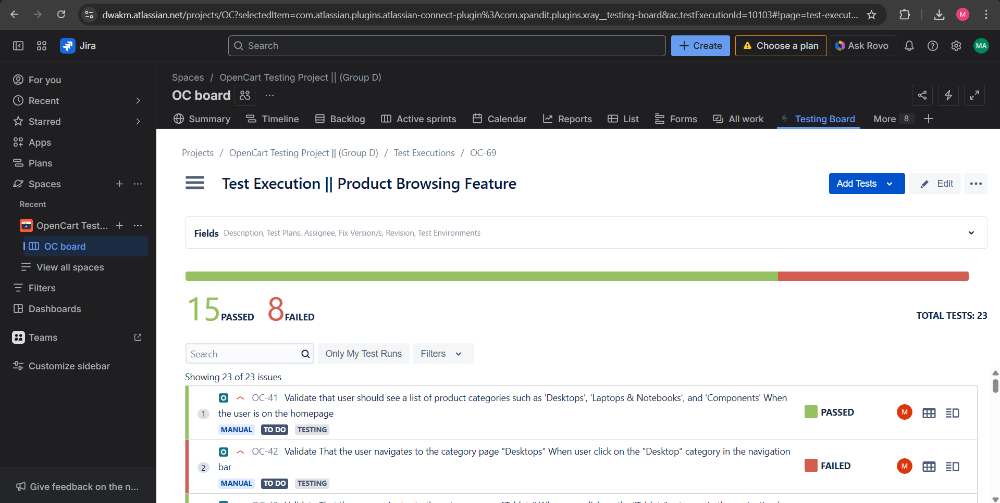 dwakm.atlassian.net/projects/OC?selectedItem=com.atlassian.plugins.atlassian-connect-plugin%3Acom.xpandit.plugins.xray__testing-board&ac.testExecutionId=10103#!page=test-execut...
M
Jira
Search
Create
Choose a plan
Ask Rovo
MA
For you
Recent
Starred
Apps
Plans
Spaces
Recent
OpenCart Test...
OC board
View all spaces
Filters
Dashboards
Teams
Customize sidebar
Give feedback on the n...
Spaces / OpenCart Testing Project || (Group D)
OC board
Summary
Timeline
Backlog
Active sprints
Calendar
Reports
List
Forms
All work
Testing Board
More 8
Projects / OpenCart Testing Project || (Group D) / Test Executions / OC-69
Test Execution || Product Browsing Feature
Add Tests
Edit
Fields Description, Test Plans, Assignee, Fix Version/s, Revision, Test Environments
15 PASSED 8 FAILED
TOTAL TESTS: 23
Search
Only My Test Runs
Filters
Showing 23 of 23 issues
1
OC-41 Validate that user should see a list of product categories such as 'Desktops', 'Laptops & Notebooks', and 'Components' When
the user is on the homepage
MANUAL TO DO TESTING
PASSED
M
2
OC-42 Validate That the user navigates to the category page "Desktops" When user click on the "Desktop" category in the navigation
bar
MANUAL TO DO TESTING
FAILED
M